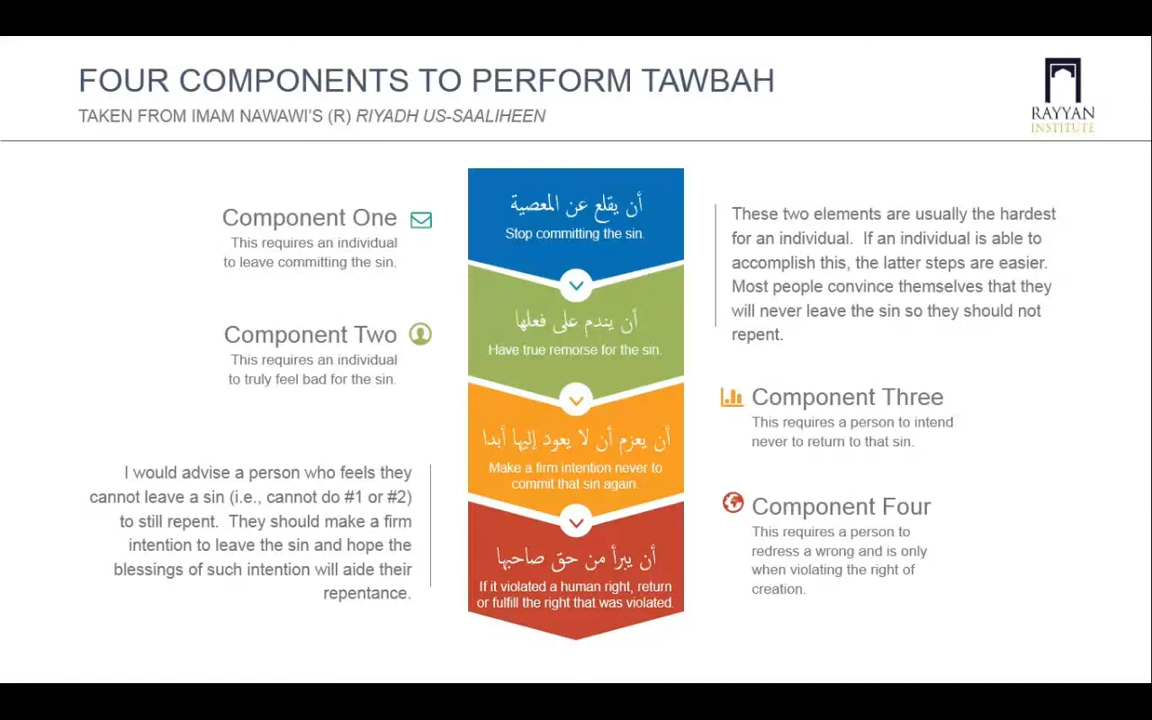 FOUR COMPONENTS TO PERFORM TAWBAH
TAKEN FROM IMAM NAWAWI'S (R) RIYADH US-SAALIHEEN
RAYYAN
INSTITUTE
Component One
This requires an individual
to leave committing the sin.
أن يقلع عن المعصية
Stop committing the sin.
These two elements are usually the hardest
for an individual. If an individual is able to
accomplish this, the latter steps are easier.
Most people convince themselves that they
will never leave the sin so they should not
repent.
Component Two
This requires an individual
to truly feel bad for the sin.
أن يندم على فعلها
Have true remorse for the sin.
Component Three
This requires a person to intend
never to return to that sin.
أن يعزم أن لا يعود إليها أبدا
Make a firm intention never to
commit that sin again.
I would advise a person who feels they
cannot leave a sin (i.e., cannot do #1 or #2)
to still repent. They should make a firm
intention to leave the sin and hope the
blessings of such intention will aide their
repentance.
Component Four
This requires a person to
redress a wrong and is only
when violating the right of
creation.
أن يبرأ من حق صاحبها
If it violated a human right, return
or fulfill the right that was violated.